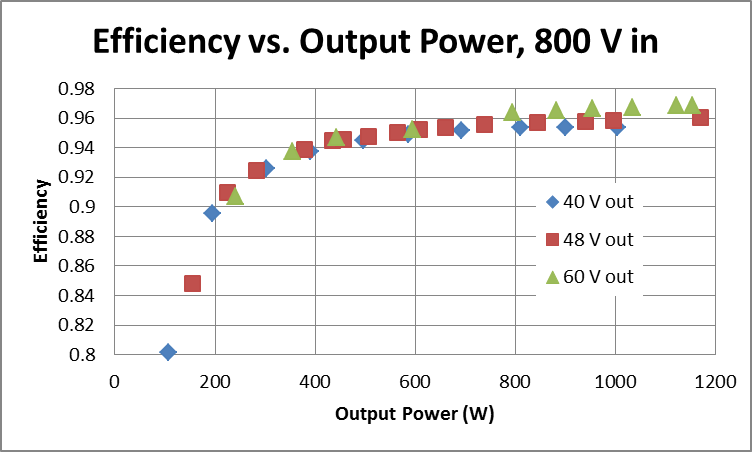 Efficiency vs. Output Power, 800 V in
0.98
0.96
0.94
0.92
0.9
0.88
0.86
0.84
0.82
0.8
Efficiency
40 V out
48 V out
60 V out
0 200 400 600 800 1000 1200
Output Power (W)